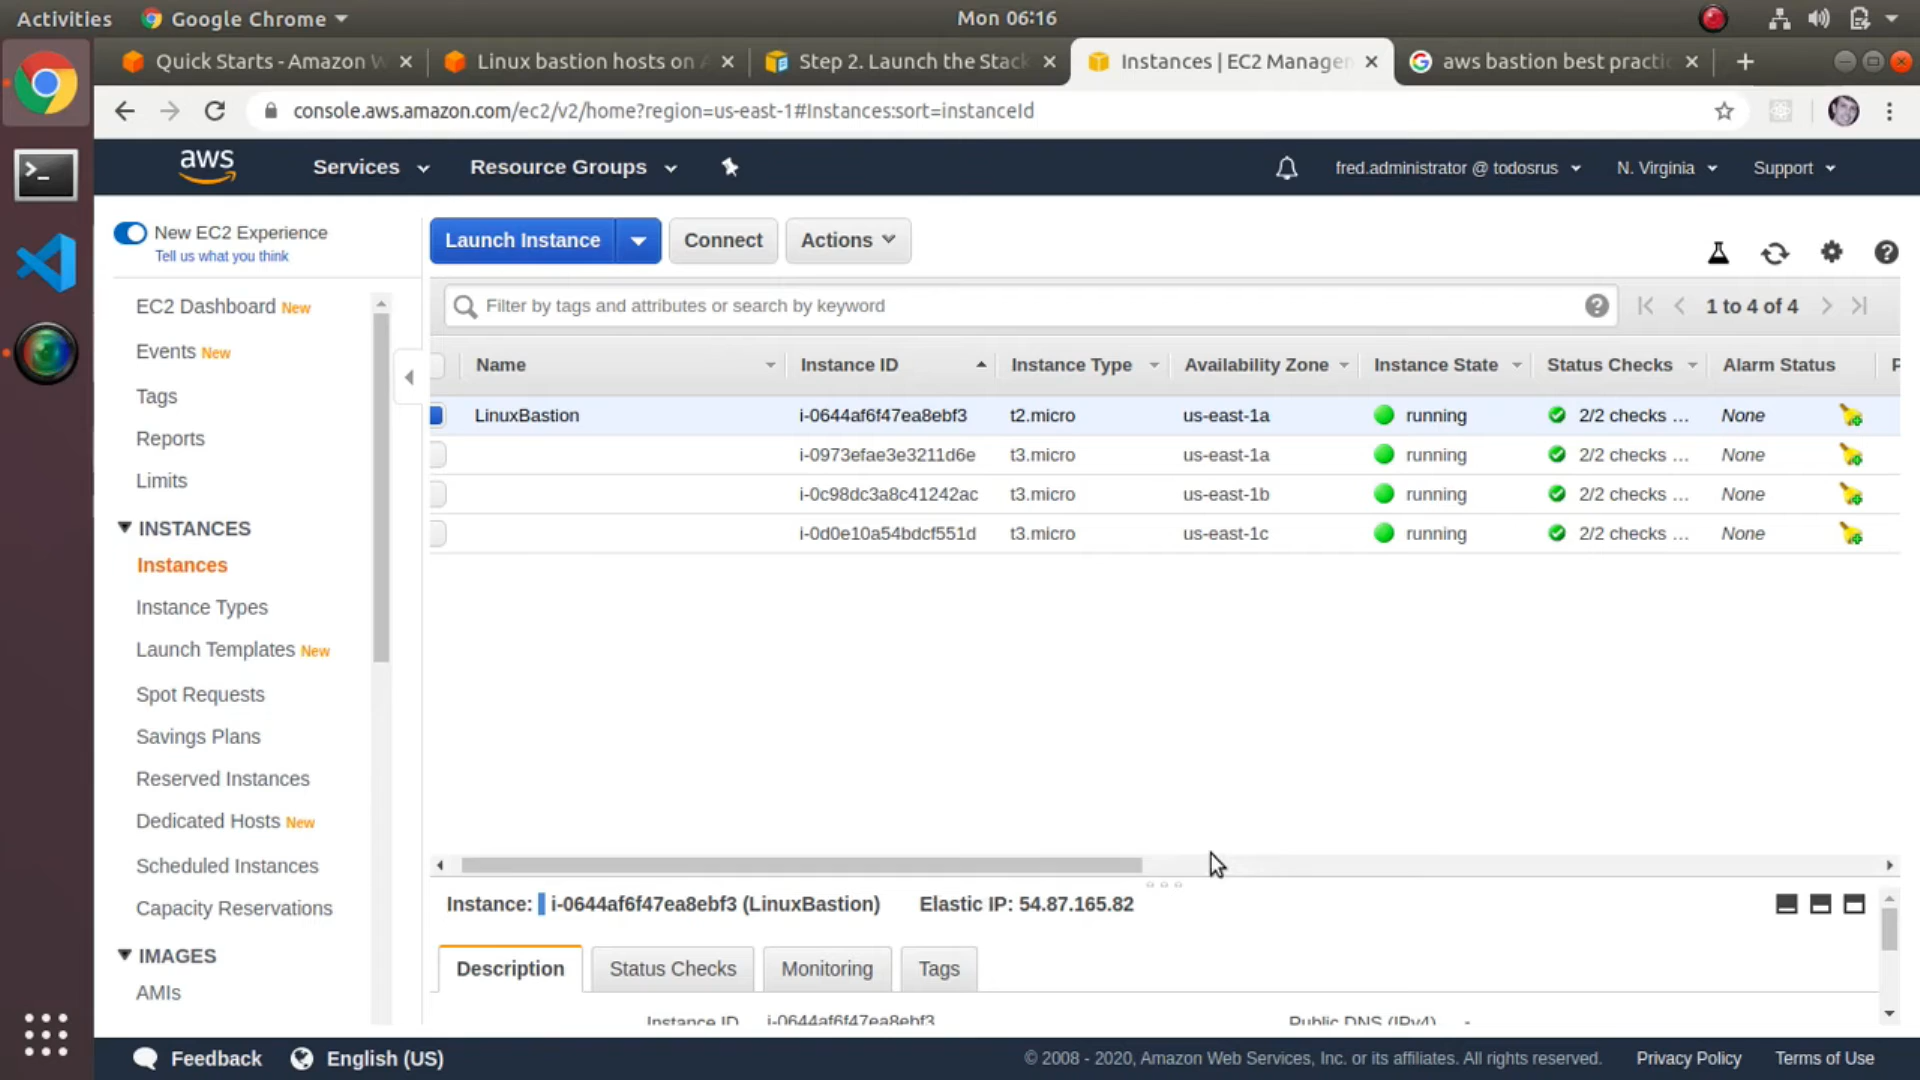 Activities Google Chrome Mon 06:16
Quick Starts - Amazon W Linux bastion hosts on A Step 2. Launch the Stack Instances | EC2 Manager aws bastion best practic
console.aws.amazon.com/ec2/v2/home?region=us-east-1#Instances:sort=instanceId
aws Services Resource Groups fred.administrator @ todosrus N. Virginia Support
New EC2 Experience
Tell us what you think
Launch Instance Connect Actions
EC2 Dashboard New
Events New
Tags
Reports
Limits
INSTANCES
Instances
Instance Types
Launch Templates New
Spot Requests
Savings Plans
Reserved Instances
Dedicated Hosts New
Scheduled Instances
Capacity Reservations
IMAGES
AMIs
Filter by tags and attributes or search by keyword 1 to 4 of 4
Name Instance ID Instance Type Availability Zone Instance State Status Checks Alarm Status P
LinuxBastion i-0644af6f47ea8ebf3 t2.micro us-east-1a running 2/2 checks ... None
i-0973efae3e3211d6e t3.micro us-east-1a running 2/2 checks ... None
i-0c98dc3a8c41242ac t3.micro us-east-1b running 2/2 checks ... None
i-0d0e10a54bdcf551d t3.micro us-east-1c running 2/2 checks ... None
Instance: i-0644af6f47ea8ebf3 (LinuxBastion) Elastic IP: 54.87.165.82
Description Status Checks Monitoring Tags
Instance ID i-0644af6f47ea8ebf3 Public DNS (IPv4) -
Feedback English (US) © 2008 - 2020, Amazon Web Services, Inc. or its affiliates. All rights reserved. Privacy Policy Terms of Use